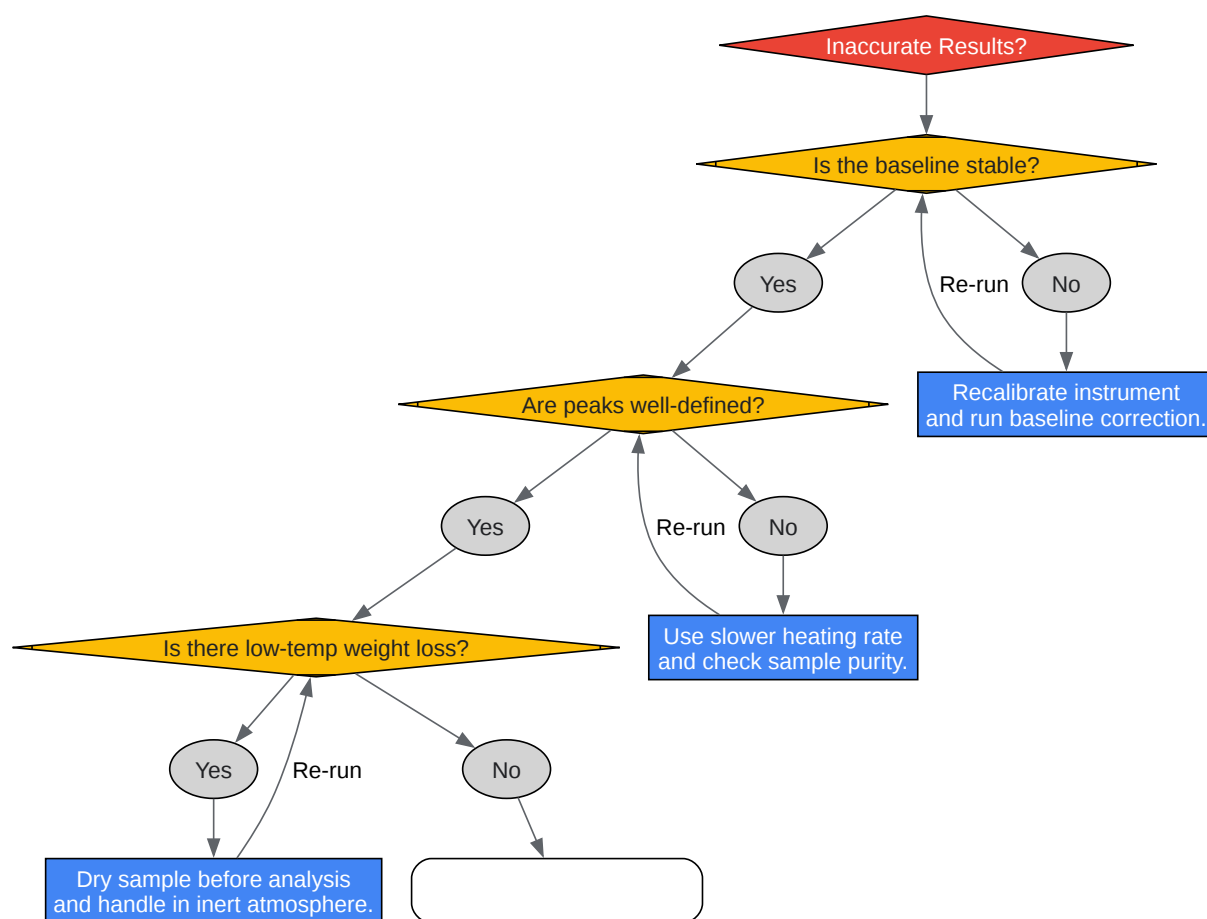 Inaccurate Results?
Is the baseline stable?
Yes
Re-run
No
Recalibrate instrument
and run baseline correction.
Are peaks well-defined?
Yes
Re-run
No
Use slower heating rate
and check sample purity.
Is there low-temp weight loss?
Yes
Re-run
No
Dry sample before analysis
and handle in inert atmosphere.